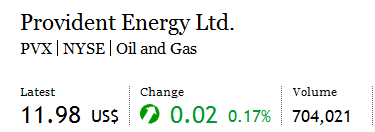 Provident Energy Ltd.
PVX | NYSE | Oil and Gas
Latest Change Volume
11.98 US$ 0.02 0.17% 704,021